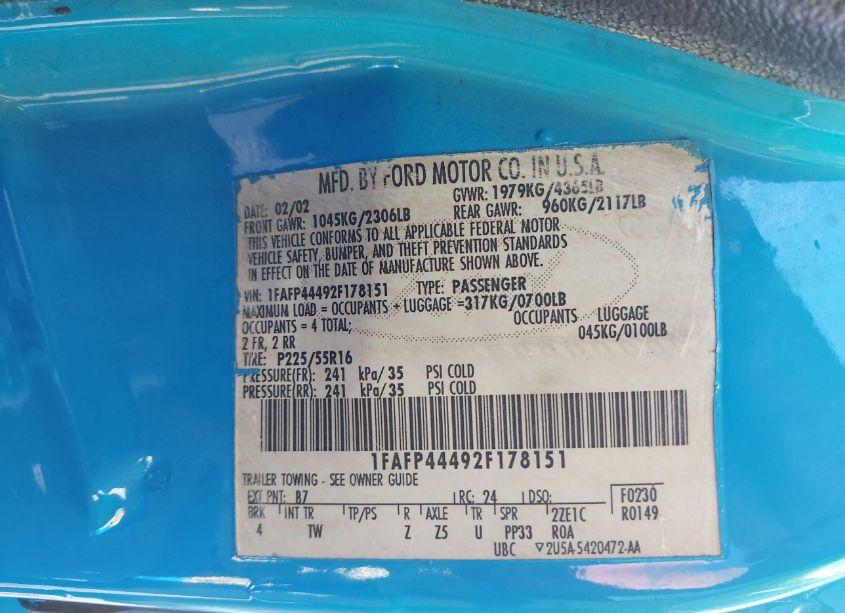 MFD. BY FORD MOTOR CO. IN U.S.A.
DATE: 02/02 GVWR: 1979KG/4365LB
FRONT GAWR: 1045KG/2306LB REAR GAWR: 960KG/2117LB
THIS VEHICLE CONFORMS TO ALL APPLICABLE FEDERAL MOTOR
VEHICLE SAFETY, BUMPER, AND THEFT PREVENTION STANDARDS
IN EFFECT ON THE DATE OF MANUFACTURE SHOWN ABOVE.
VIN: 1FAFP44492F178151 TYPE: PASSENGER
MAXIMUM LOAD = OCCUPANTS + LUGGAGE =317KG/0700LB
OCCUPANTS = 4 TOTAL; OCCUPANTS LUGGAGE
2 FR, 2 RR 045KG/0100LB
TIRE: P225/55R16
PRESSURE(FR): 241 kPa/35 PSI COLD
PRESSURE(RR): 241 kPa/35 PSI COLD
1FAFP44492F178151
TRAILER TOWING - SEE OWNER GUIDE
EXT PNT: B7 RC: 24 DSO: F0230
BRK INT TR TP/PS R AXLE TR SPR 2ZE1C R0149
4 TW Z Z5 U PP33 ROA
UBC ▽2U5A-5420472-AA